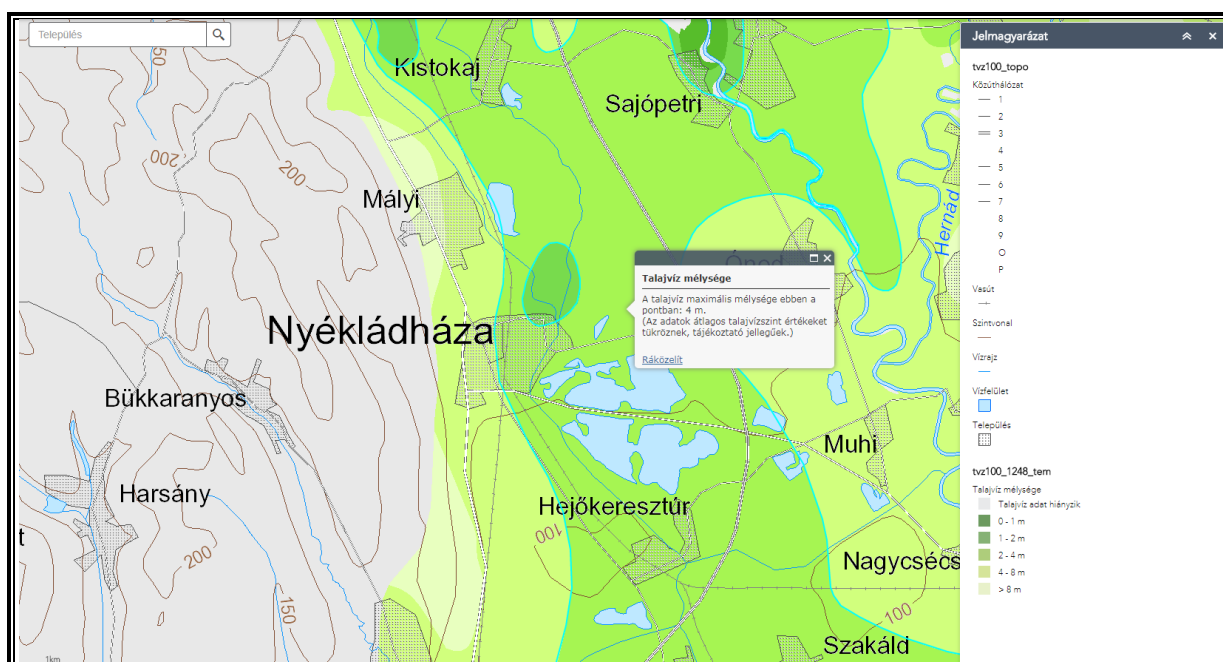 Település
Jelmagyarázat
tvz100_topo
Közúthálózat
1
2
3
4
5
6
7
8
9
O
P
Vasút
Szintvonal
Vízrajz
Vízfelület
Település
tvz100_1248_tem
Talajvíz mélysége
Talajvíz adat hiányzik
0 - 1 m
1 - 2 m
2 - 4 m
4 - 8 m
> 8 m
150
Kistokaj
Sajópetri
200
200
Mályi
Hernád
Ónod
Talajvíz mélysége
A talajvíz maximális mélysége ebben a
pontban: 4 m.
(Az adatok átlagos talajvízszint értékeket
tükröznek, tájékoztató jellegűek.)
Ráközelít
Nyékládháza
Bükkaranyos
Muhi
Harsány
Hejőkeresztúr
100
t
200
Nagycsécs
150
100
Szakáld
1km